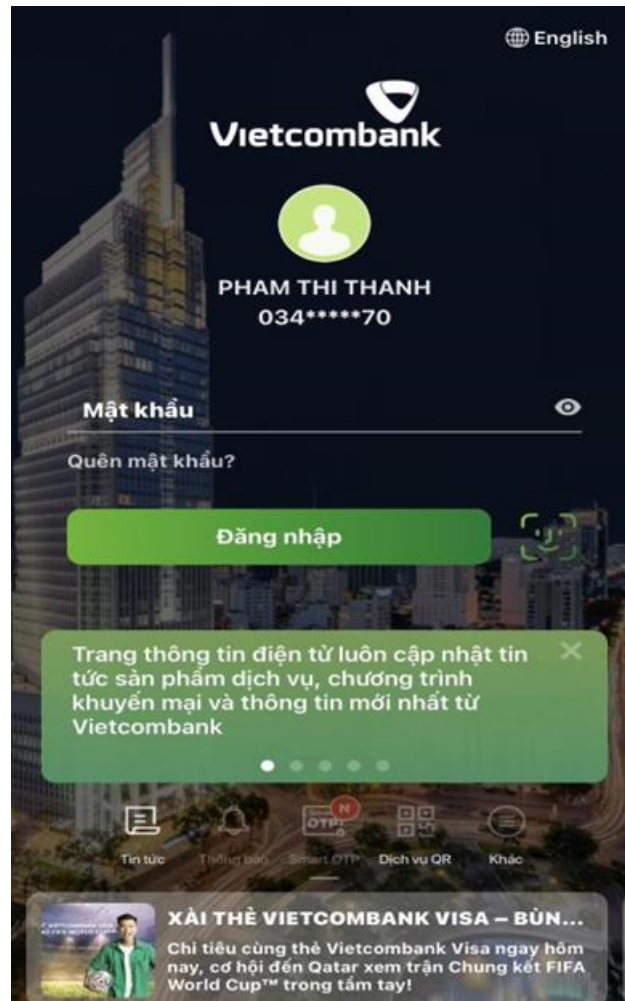 English
Vietcombank
PHAM THI THANH
034*****70
Mật khẩu
Quên mật khẩu?
Đăng nhập
Trang thông tin điện tử luôn cập nhật tin
tức sản phẩm dịch vụ, chương trình
khuyến mại và thông tin mới nhất từ
Vietcombank
N
OTP
Tin tức Thông báo Smart OTP Dịch vụ QR Khác
XÀI THẺ VIETCOMBANK VISA – BÙN...
Chi tiêu cùng thẻ Vietcombank Visa ngay hôm
nay, cơ hội đến Qatar xem trận Chung kết FIFA
World Cup™ trong tầm tay!